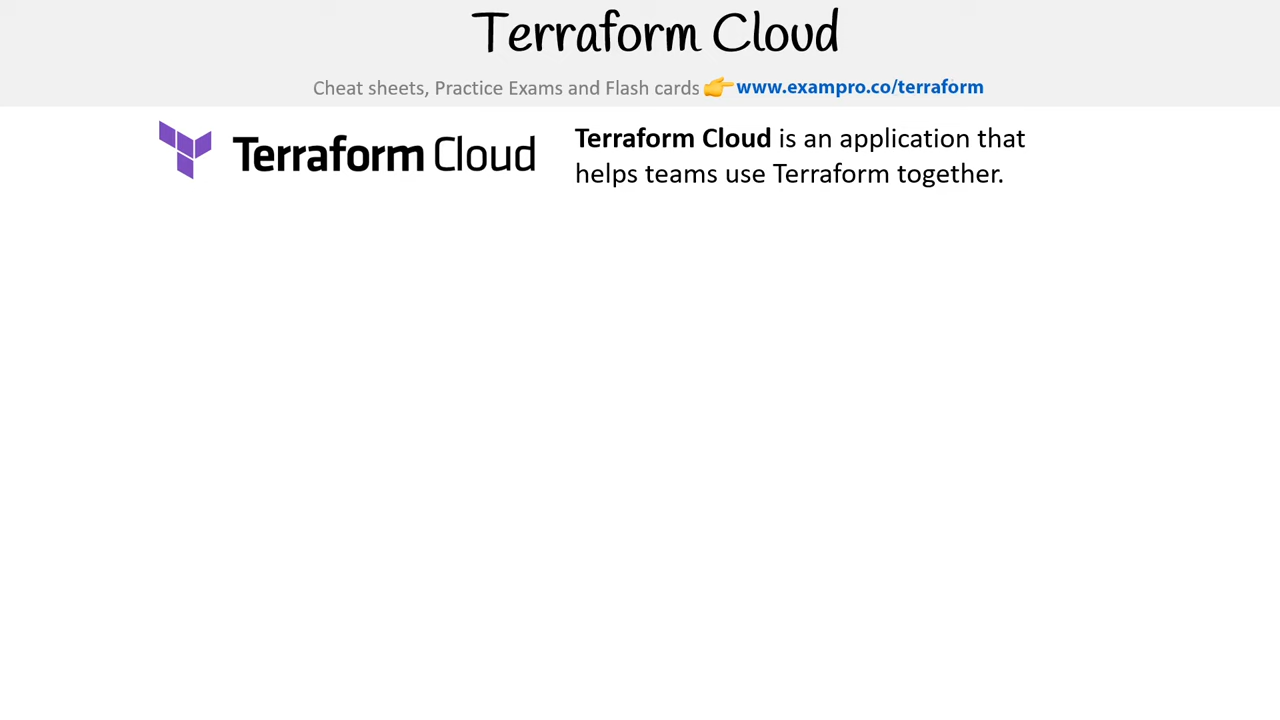 Terraform Cloud
Cheat sheets, Practice Exams and Flash cards 👉 www.exampro.co/terraform
Terraform Cloud
Terraform Cloud is an application that
helps teams use Terraform together.